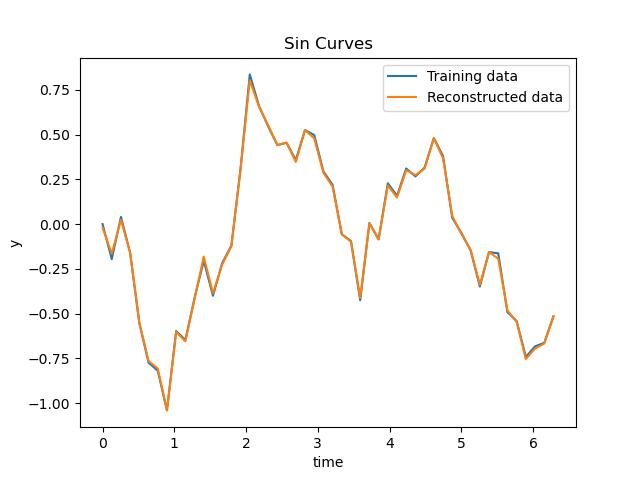 Sin Curves
Training data
Reconstructed data
0.75
0.50
0.25
0.00
−0.25
−0.50
−0.75
−1.00
y
0 1 2 3 4 5 6
time